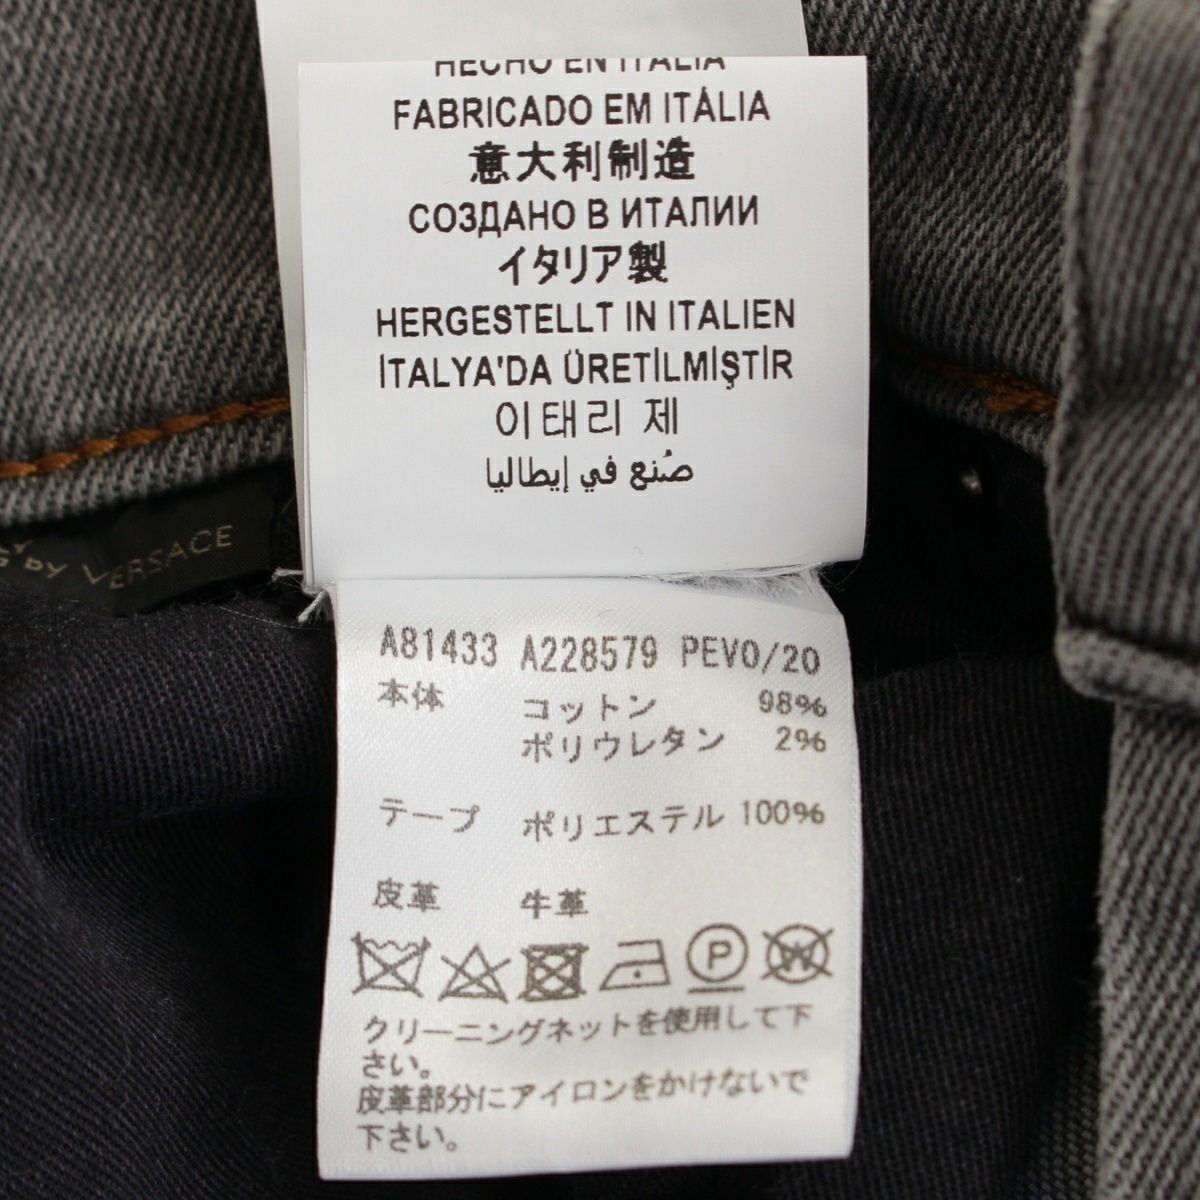 HECHO EN ITALIA
FABRICADO EM ITÁLIA
意大利制造
СОЗДАНО В ИТАЛИИ
イタリア製
HERGESTELLT IN ITALIEN
İTALYA'DA ÜRETİLMİŞTİR
이태리 제
صُنع في إيطاليا
BY VERSACE
A81433 A228579 PEV0/20
本体 コットン 98%
ポリウレタン 2%
テープ ポリエステル 100%
皮革 牛革
P W
クリーニングネットを使用して下
さい。
皮革部分にアイロンをかけないで
下さい。